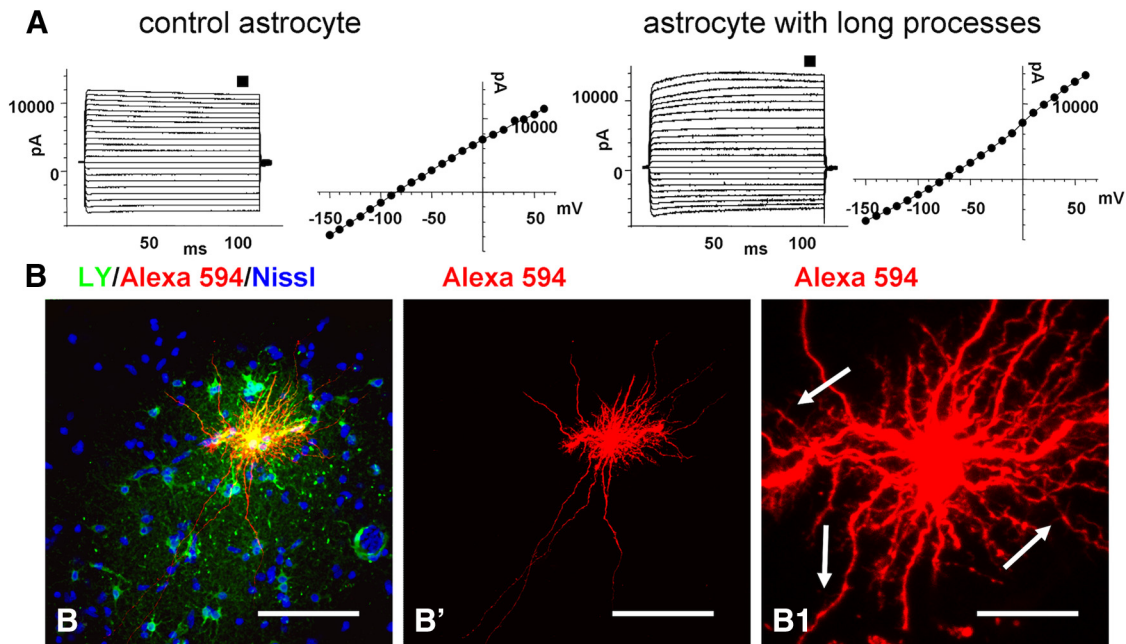 A
control astrocyte
astrocyte with long processes
10000
pA
0
50
100
ms
pA
10000
-150
-100
-50
50
mV
10000
pA
0
50
100
ms
pA
10000
-150
-100
-50
50
mV
B
LY/Alexa 594/Nissl
Alexa 594
Alexa 594
B
B’
B1